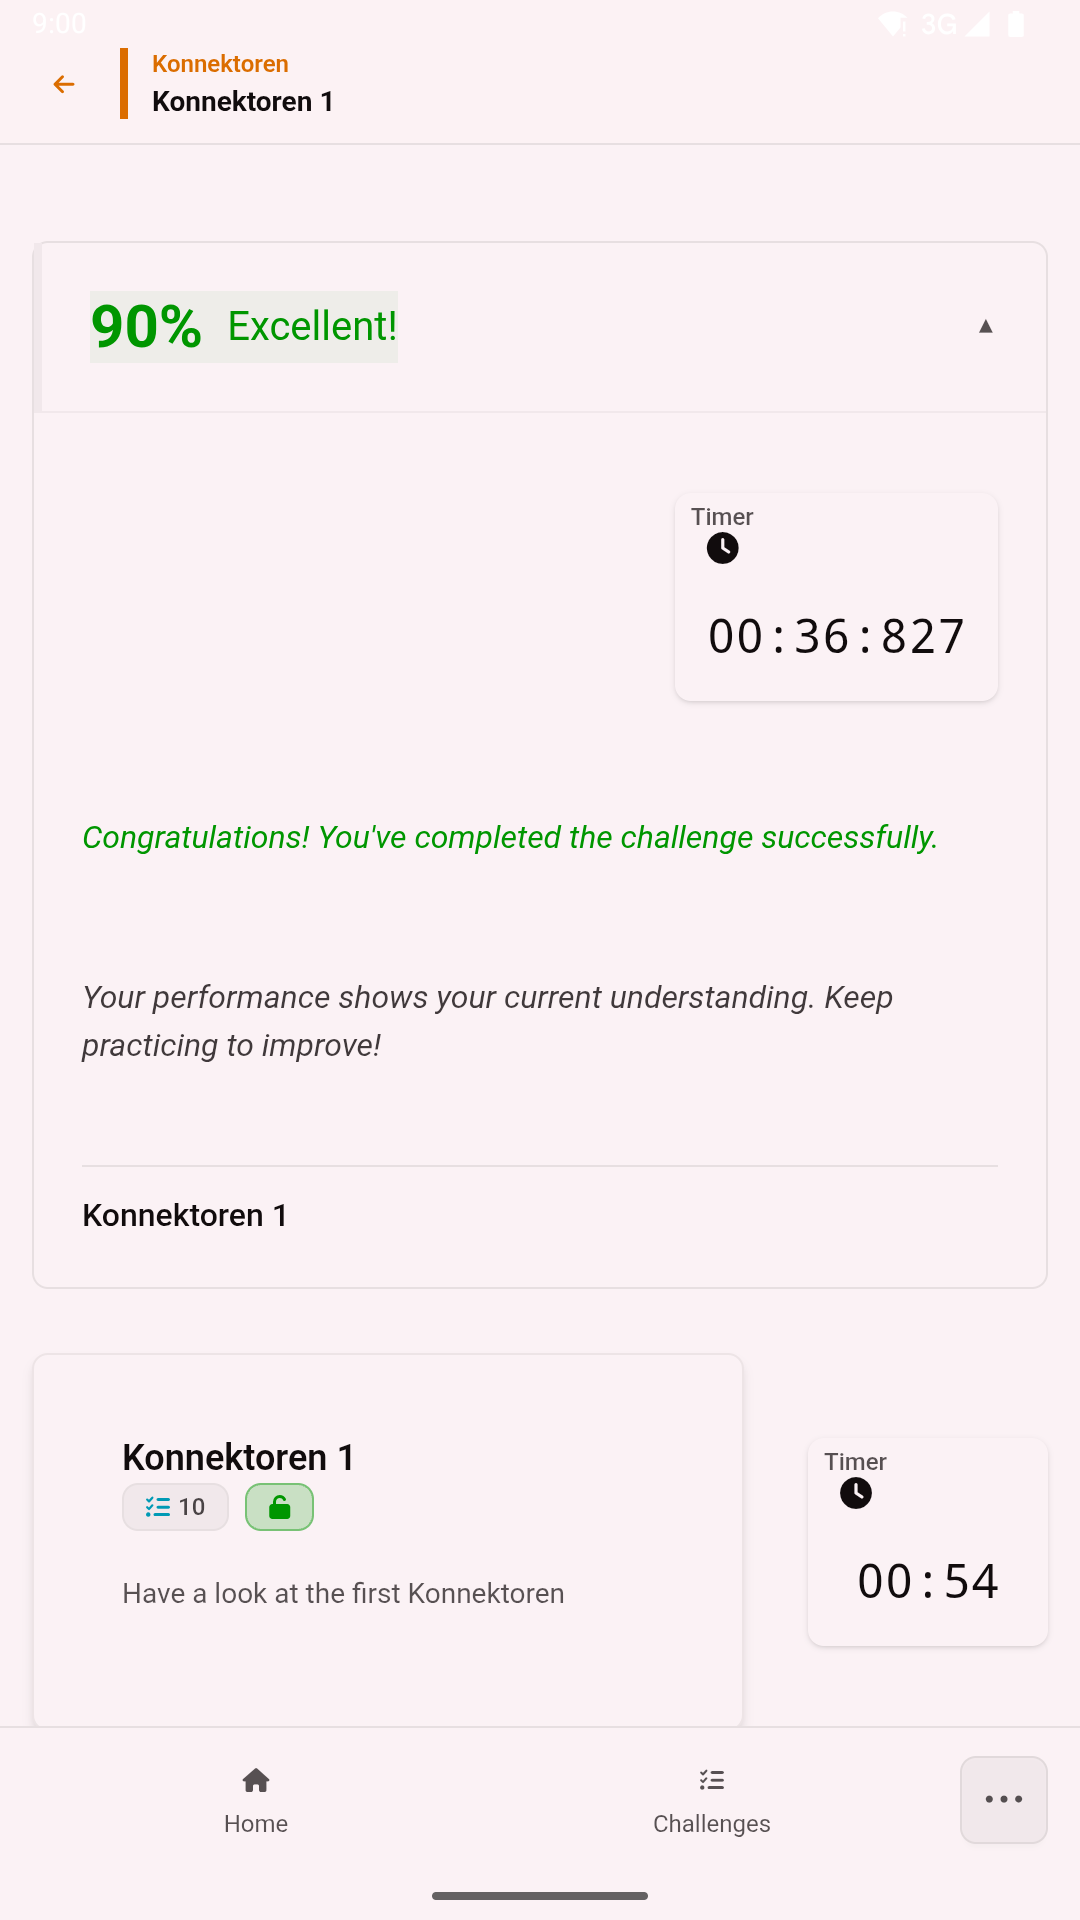 9:00
3G
Konnektoren
Konnektoren 1
90% Excellent!
Timer
00:36:827
Congratulations! You've completed the challenge successfully.
Your performance shows your current understanding. Keep
practicing to improve!
Konnektoren 1
Konnektoren 1
10
Have a look at the first Konnektoren
Timer
00:54
Home
Challenges